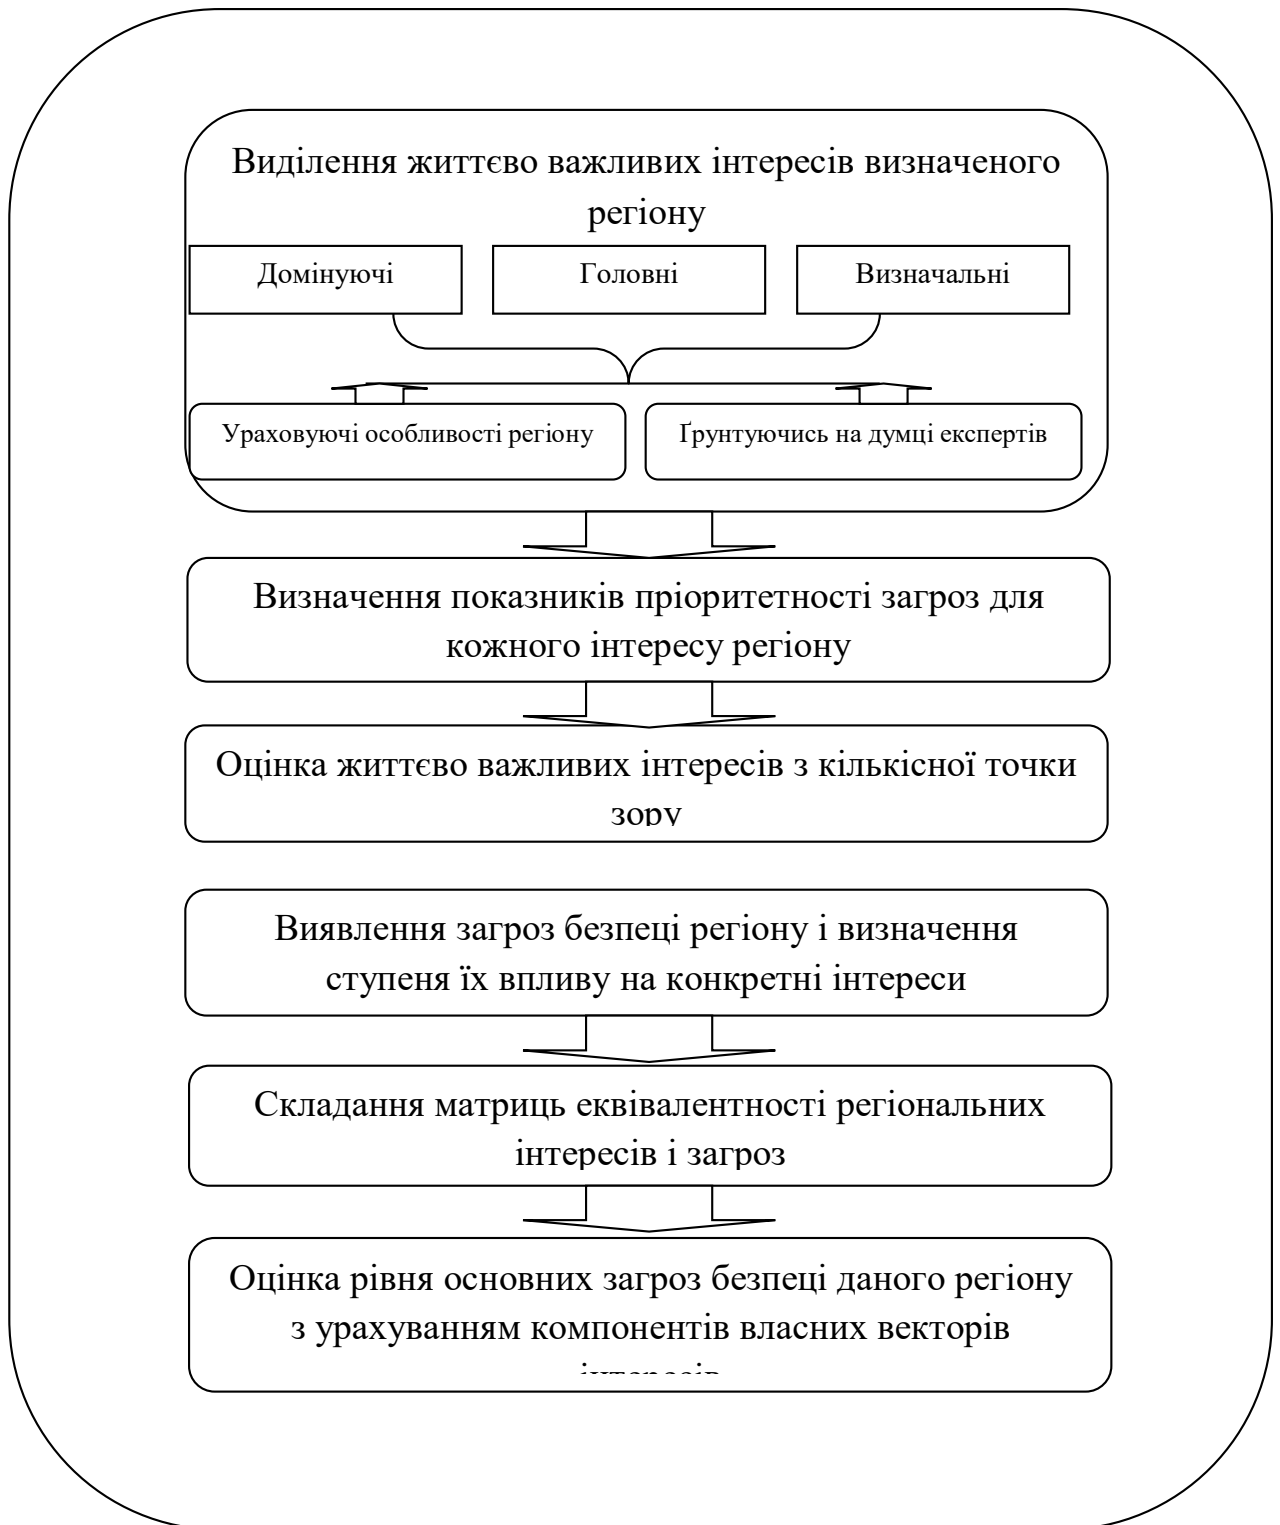 Виділення життєво важливих інтересів визначеного
регіону
Домінуючі
Головні
Визначальні
Ураховуючі особливості регіону
Ґрунтуючись на думці експертів
Визначення показників пріоритетності загроз для
кожного інтересу регіону
Оцінка життєво важливих інтересів з кількісної точки
зору
Виявлення загроз безпеці регіону і визначення
ступеня їх впливу на конкретні інтереси
Складання матриць еквівалентності регіональних
інтересів і загроз
Оцінка рівня основних загроз безпеці даного регіону
з урахуванням компонентів власних векторів